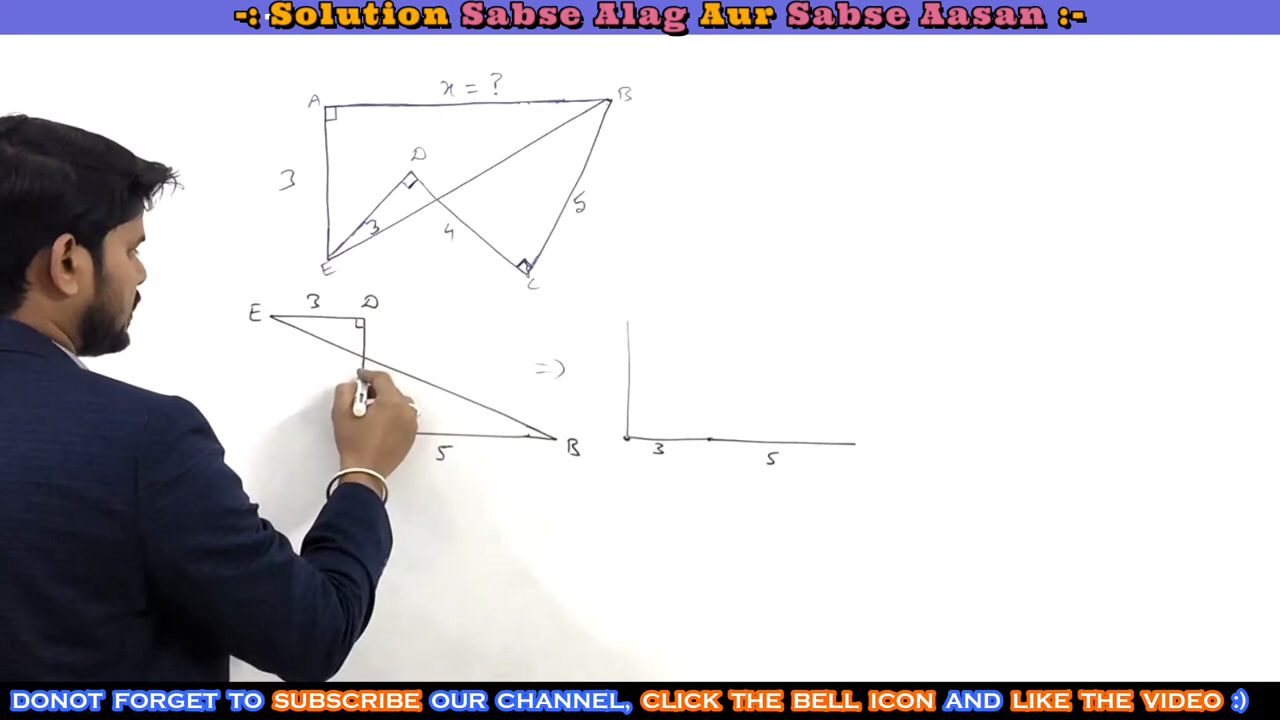 -: Solution Sabse Alag Aur Sabse Aasan :-
x = ?
A
B
D
3
5
3
4
E
C
E
3
D
=>
5
B
3
5
DONOT FORGET TO SUBSCRIBE OUR CHANNEL, CLICK THE BELL ICON AND LIKE THE VIDEO :)